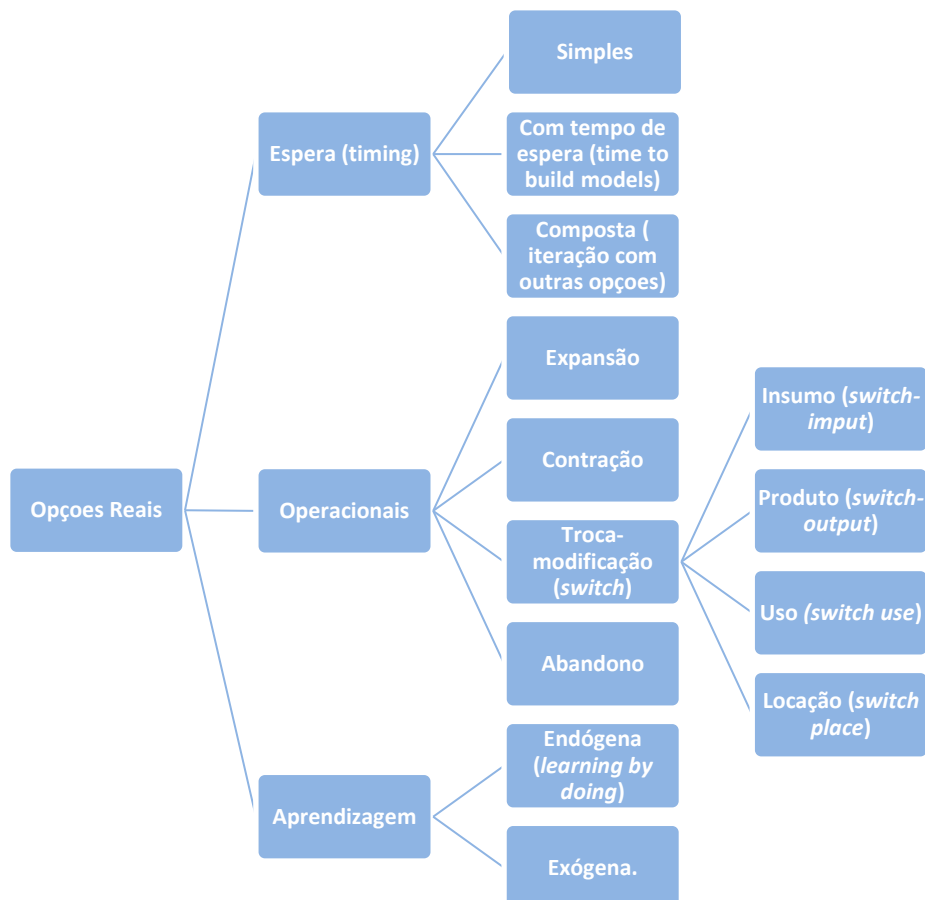 Simples
Espera (timing)
Com tempo de
espera (time to
build models)
Composta (
iteração com
outras opçoes)
Opçoes Reais
Operacionais
Expansão
Contração
Troca-
modificação
(switch)
Abandono
Insumo (switch-
imput)
Produto (switch-
output)
Uso (switch use)
Locação (switch
place)
Aprendizagem
Endógena
(learning by
doing)
Exógena.